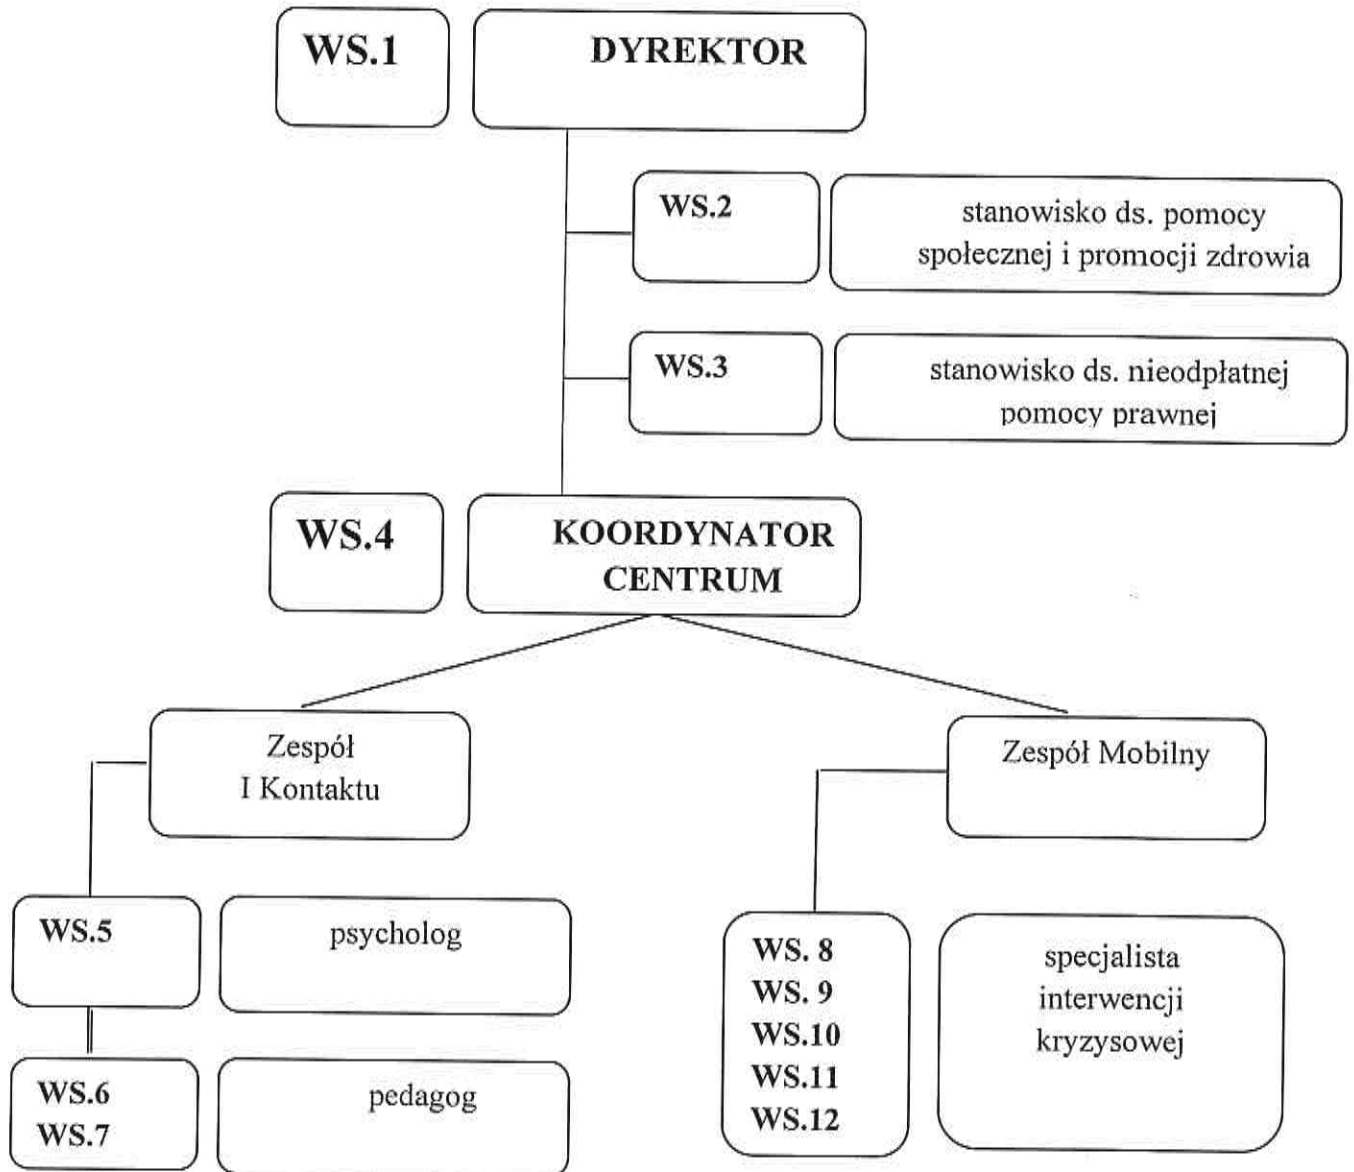 WS.1
DYREKTOR
WS.2
stanowisko ds. pomocy
społecznej i promocji zdrowia
WS.3
stanowisko ds. nieodpłatnej
pomocy prawnej
WS.4
KOORDYNATOR
CENTRUM
Zespół
I Kontaktu
Zespół Mobilny
WS.5
psycholog
WS.6
WS.7
pedagog
WS. 8
WS. 9
WS.10
WS.11
WS.12
specjalista
interwencji
kryzysowej